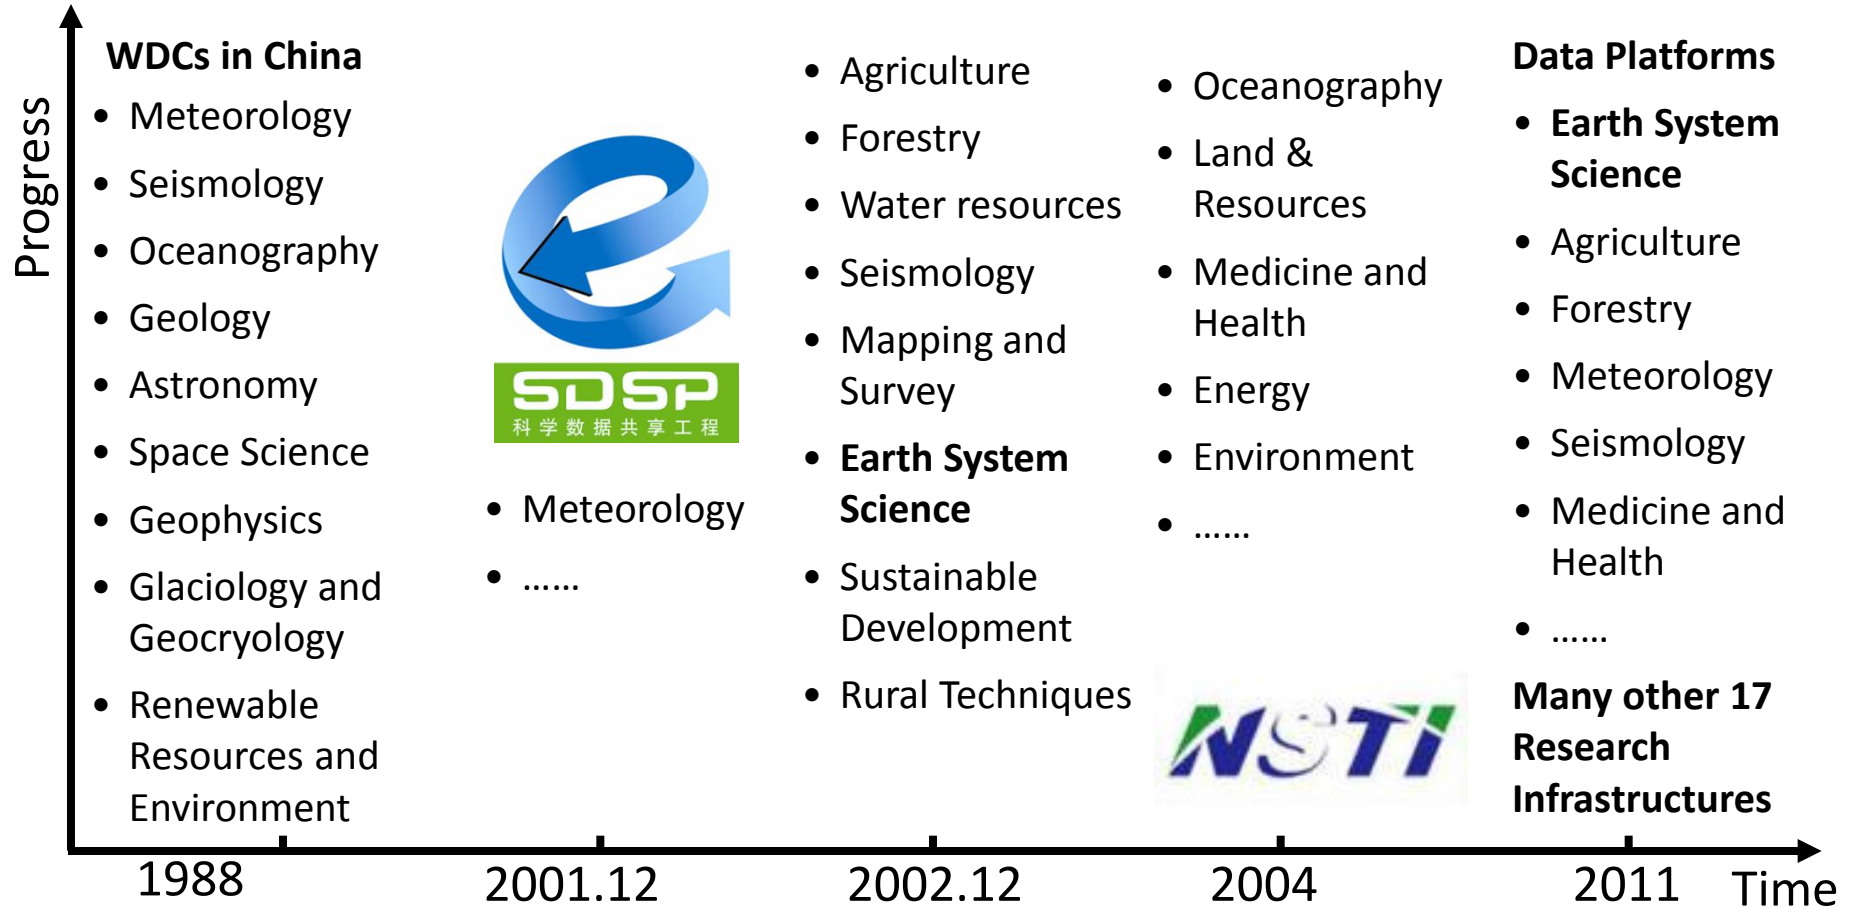 Progress
WDCs in China
• Meteorology
• Seismology
• Oceanography
• Geology
• Astronomy
• Space Science
• Geophysics
• Glaciology and
Geocryology
• Renewable
Resources and
Environment
SDSP
科学数据共享工程
• Meteorology
• ……
• Agriculture
• Forestry
• Water resources
• Seismology
• Mapping and
Survey
• Earth System
Science
• Sustainable
Development
• Rural Techniques
• Oceanography
• Land &
Resources
• Medicine and
Health
• Energy
• Environment
• ……
NSTI
Data Platforms
• Earth System
Science
• Agriculture
• Forestry
• Meteorology
• Seismology
• Medicine and
Health
• ……
Many other 17
Research
Infrastructures
1988
2001.12
2002.12
2004
2011
Time